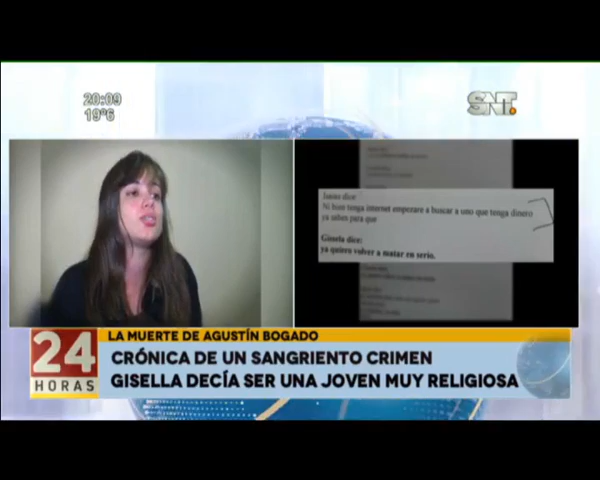 20:09
19°6
SNT.
Isaias dice:
Ni bien tenga internet empezare a buscar a uno que tenga dinero
ya sabes para que
Gisela dice:
ya quiero volver a matar en serio.
LA MUERTE DE AGUSTÍN BOGADO
24
HORAS
CRÓNICA DE UN SANGRIENTO CRIMEN
GISELLA DECÍA SER UNA JOVEN MUY RELIGIOSA